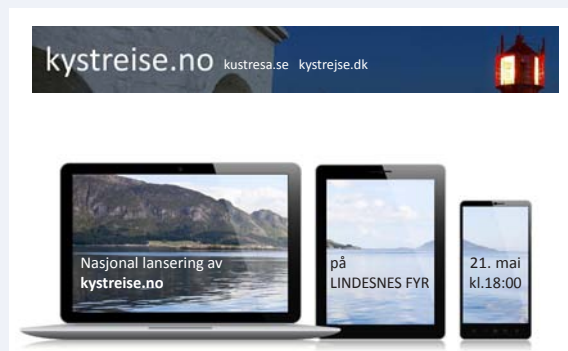 kystreise.no kustresa.se kystrejse.dk
Nasjonal lansering av
kystreise.no
på
LINDESNES FYR
21. mai
kl.18:00